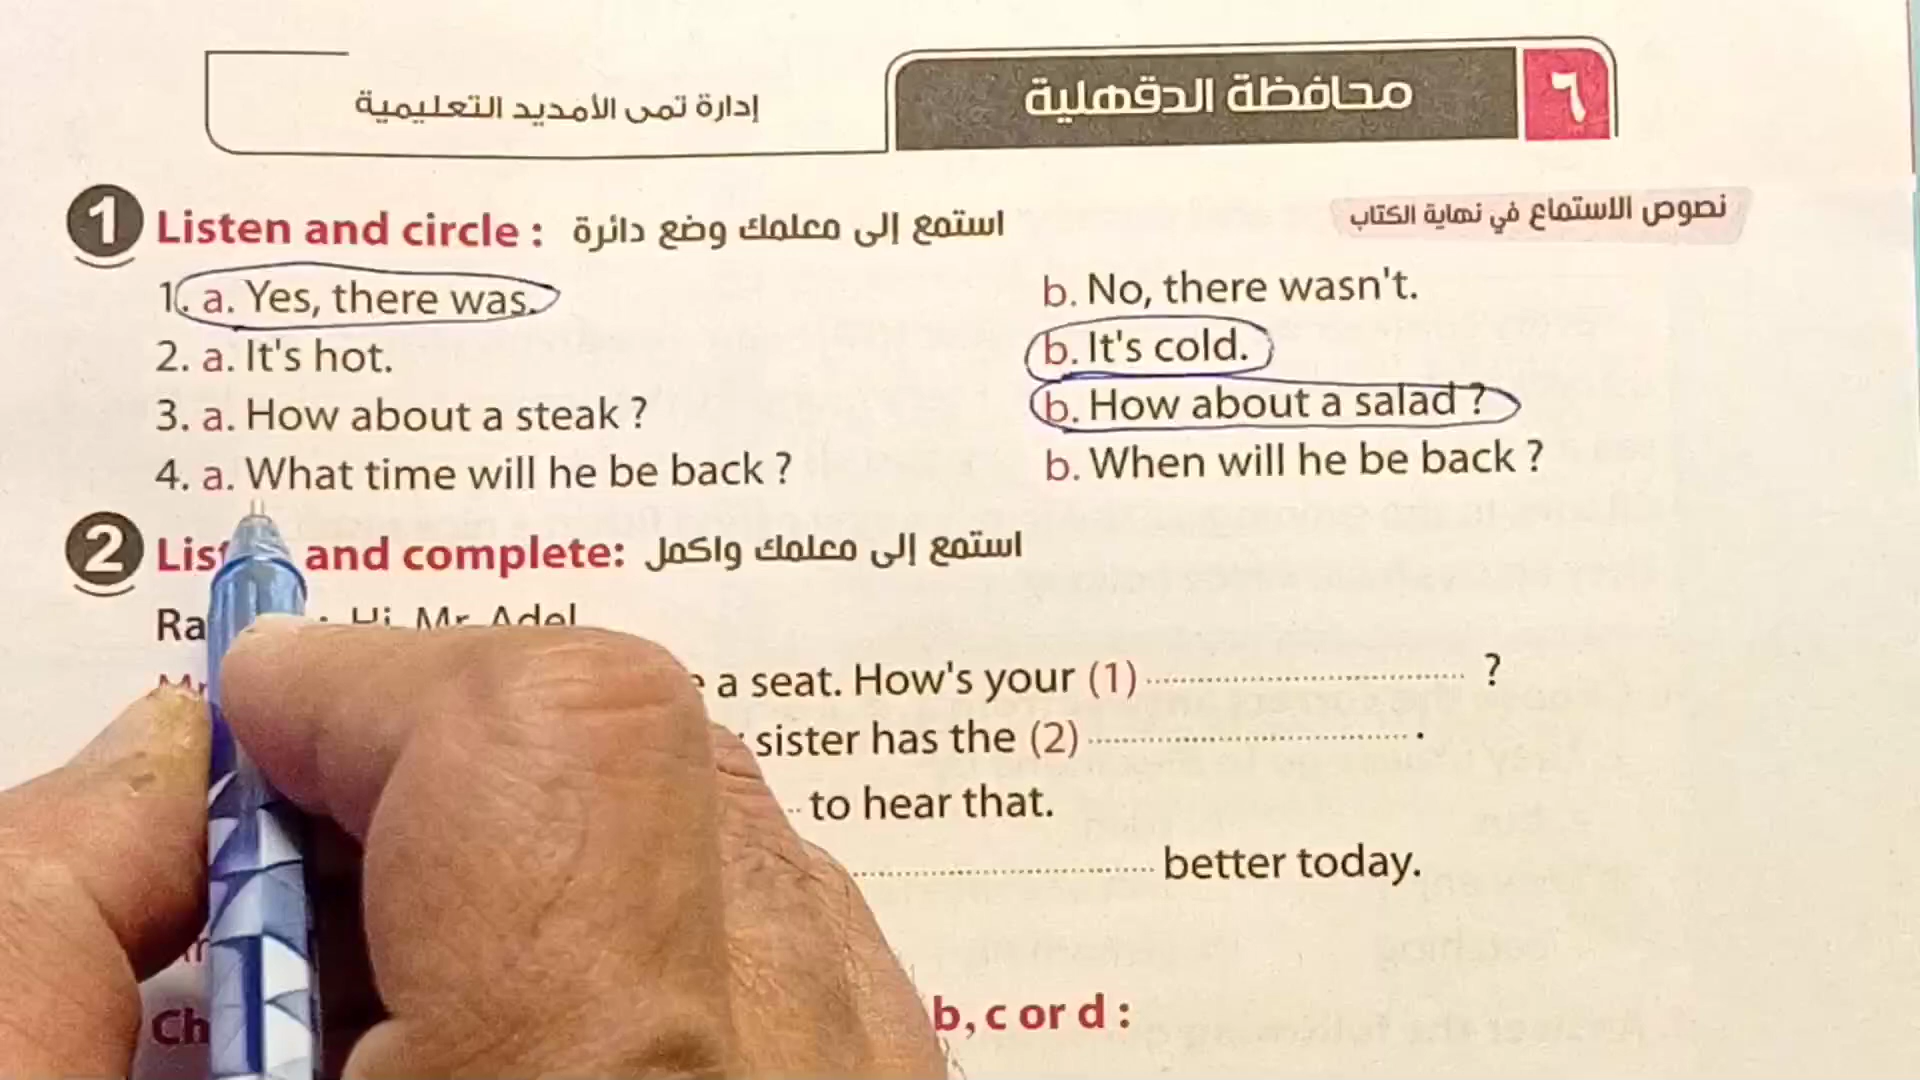 ٦ محافظة الدقهلية إدارة تمى الأمديد التعليمية
1 Listen and circle : استمع إلى معلمك وضع دائرة نصوص الاستماع في نهاية الكتاب
1. a. Yes, there was. b. No, there wasn't.
2. a. It's hot. b. It's cold.
3. a. How about a steak ? b. How about a salad ?
4. a. What time will he be back ? b. When will he be back ?
2 and complete: استمع إلى معلمك واكمل
Hi, Mr. Adel
a seat. How's your (1) ?
sister has the (2) .
to hear that.
better today.
b, c or d :